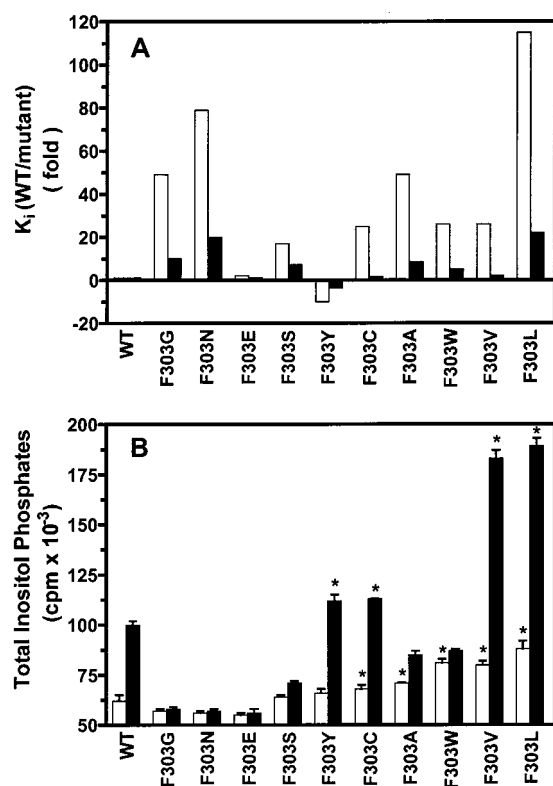 A
K_i (WT/mutant)
( fold )
120
100
80
60
40
20
0
-20
WT
F303G
F303N
F303E
F303S
F303Y
F303C
F303A
F303W
F303V
F303L
B
Total Inositol Phosphates
(cpm x 10^-3)
200
175
150
125
100
75
50
* * * * * * * * * *
WT
F303G
F303N
F303E
F303S
F303Y
F303C
F303A
F303W
F303V
F303L